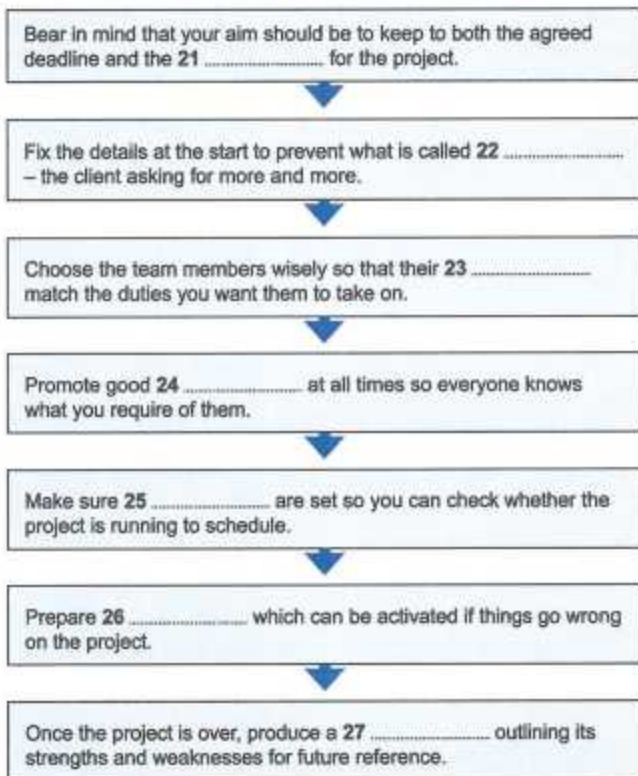 Bear in mind that your aim should be to keep to both the agreed
deadline and the 21 ........................ for the project.
Fix the details at the start to prevent what is called 22 ........................
– the client asking for more and more.
Choose the team members wisely so that their 23 ........................
match the duties you want them to take on.
Promote good 24 ........................ at all times so everyone knows
what you require of them.
Make sure 25 ........................ are set so you can check whether the
project is running to schedule.
Prepare 26 ........................ which can be activated if things go wrong
on the project.
Once the project is over, produce a 27 ........................ outlining its
strengths and weaknesses for future reference.